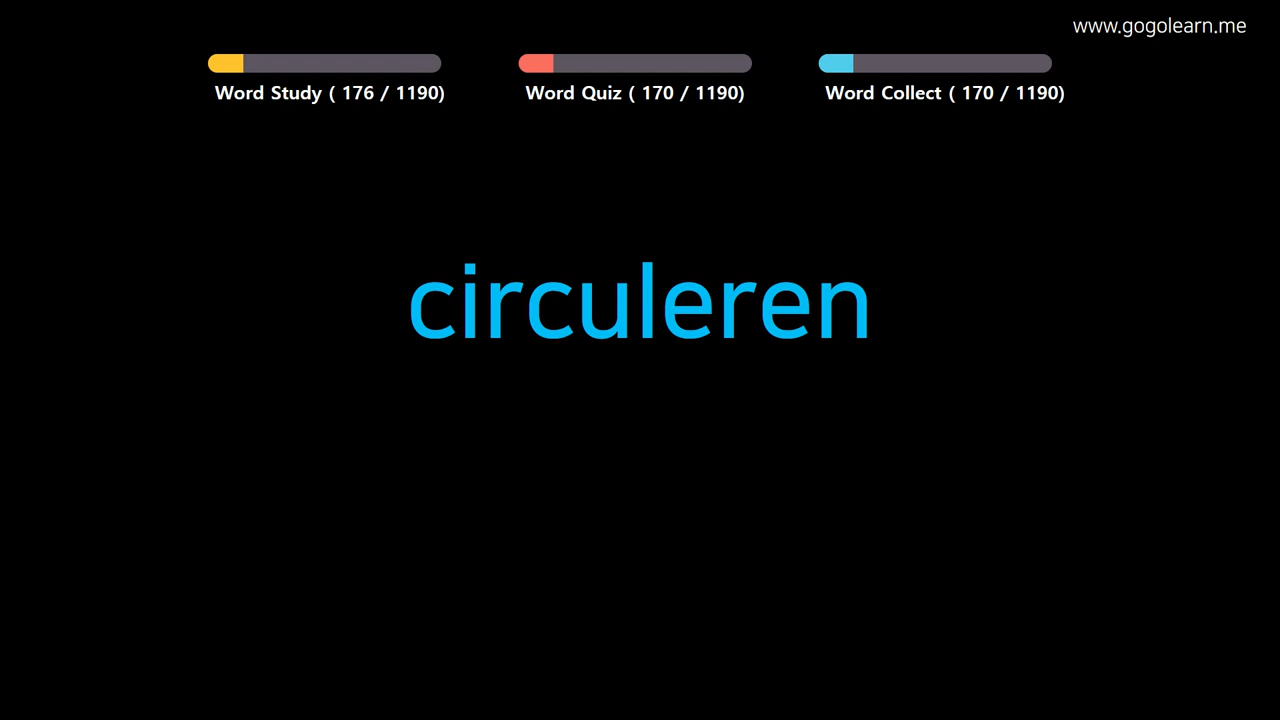 www.gogolearn.me
Word Study ( 176 / 1190)
Word Quiz ( 170 / 1190)
Word Collect ( 170 / 1190)
circuleren